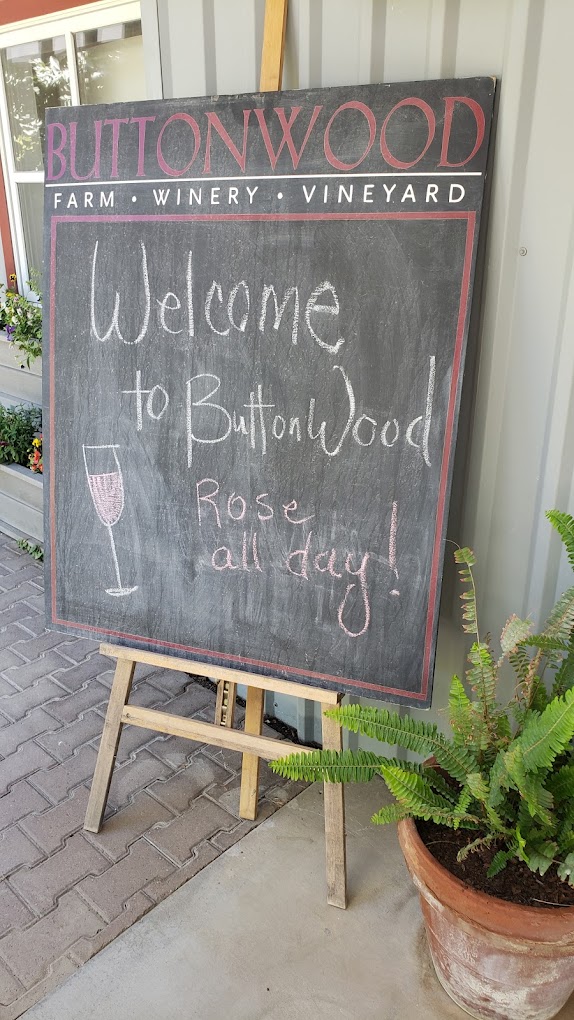 BUTTONWOOD
FARM • WINERY • VINEYARD
Welcome
to ButtonWood
Rose
all day!